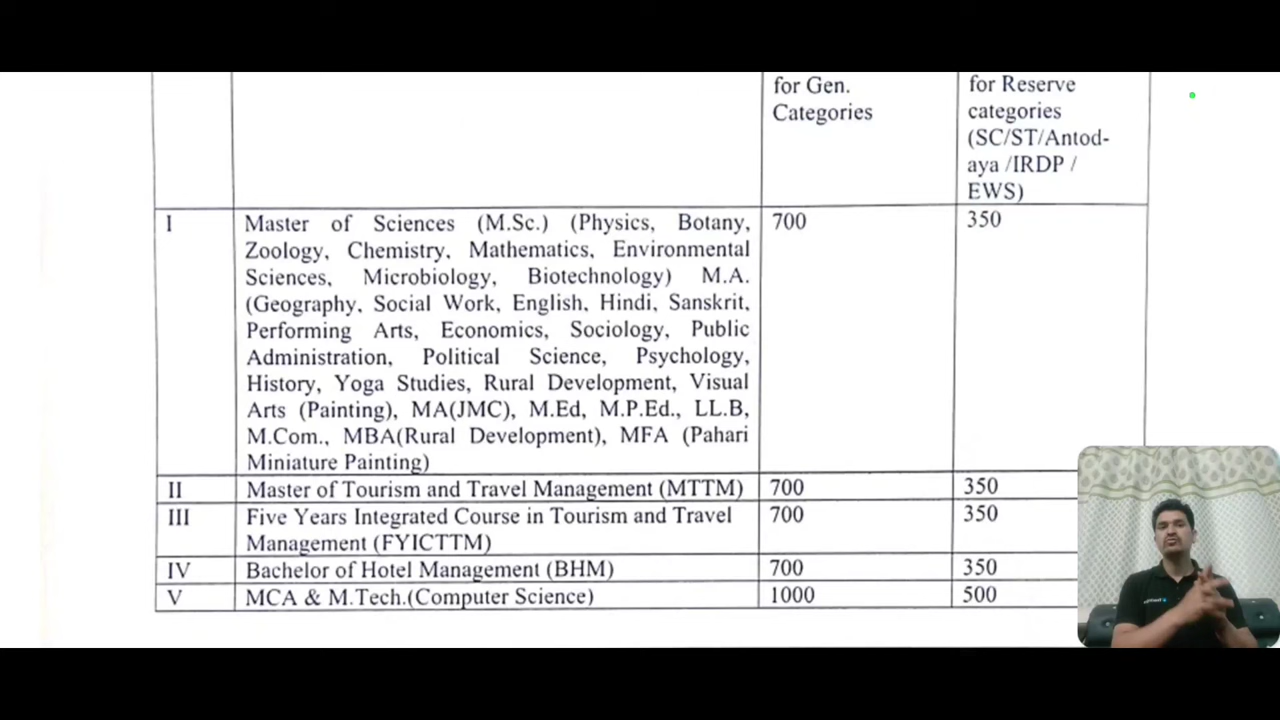 for Gen.
Categories
for Reserve
categories
(SC/ST/Antod-
aya /IRDP /
EWS)
I
Master of Sciences (M.Sc.) (Physics, Botany,
Zoology, Chemistry, Mathematics, Environmental
Sciences, Microbiology, Biotechnology) M.A.
(Geography, Social Work, English, Hindi, Sanskrit,
Performing Arts, Economics, Sociology, Public
Administration, Political Science, Psychology,
History, Yoga Studies, Rural Development, Visual
Arts (Painting), MA(JMC), M.Ed, M.P.Ed., LL.B,
M.Com., MBA(Rural Development), MFA (Pahari
Miniature Painting)
700
350
II
Master of Tourism and Travel Management (MTTM)
700
350
III
Five Years Integrated Course in Tourism and Travel
Management (FYICTTM)
700
350
IV
Bachelor of Hotel Management (BHM)
700
350
V
MCA & M.Tech.(Computer Science)
1000
500